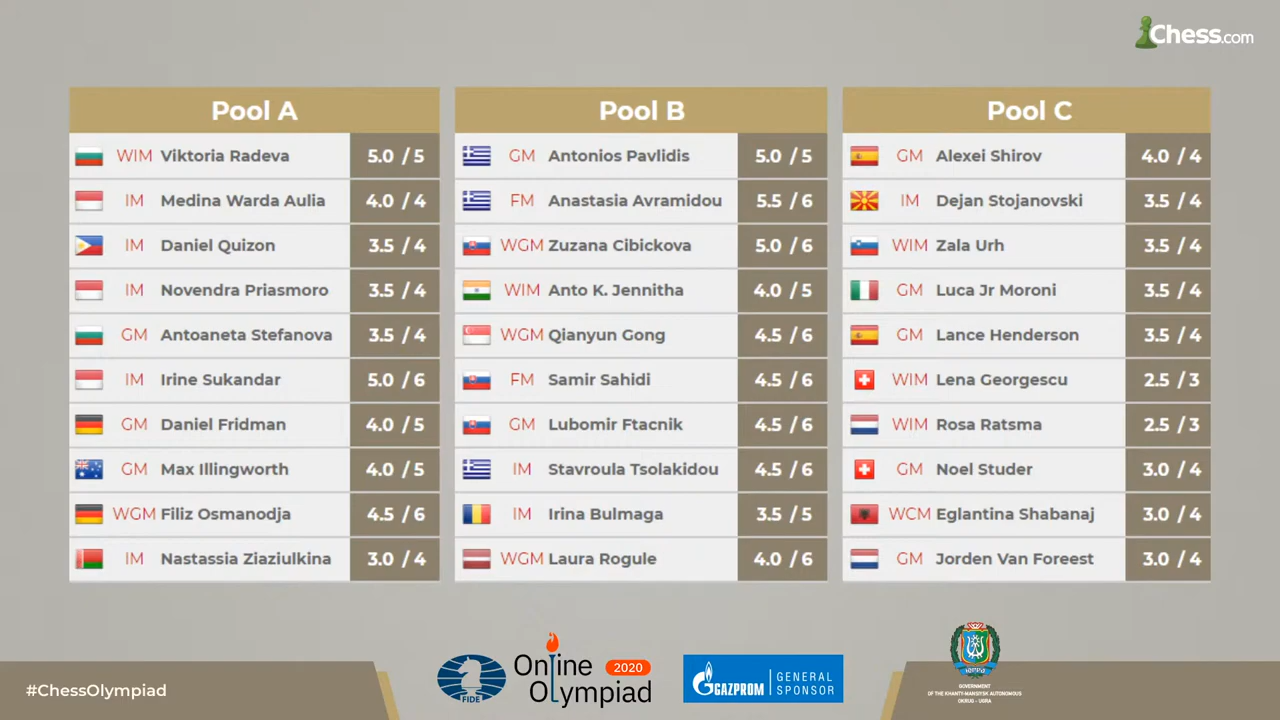 Chess.com
Pool A
WIM Viktoria Radeva 5.0 / 5
IM Medina Warda Aulia 4.0 / 4
IM Daniel Quizon 3.5 / 4
IM Novendra Priasmoro 3.5 / 4
GM Antoaneta Stefanova 3.5 / 4
IM Irine Sukandar 5.0 / 6
GM Daniel Fridman 4.0 / 5
GM Max Illingworth 4.0 / 5
WGM Filiz Osmanodja 4.5 / 6
IM Nastassia Ziaziulkina 3.0 / 4
Pool B
GM Antonios Pavlidis 5.0 / 5
FM Anastasia Avramidou 5.5 / 6
WGM Zuzana Cibickova 5.0 / 6
WIM Anto K. Jennitha 4.0 / 5
WGM Qianyun Gong 4.5 / 6
FM Samir Sahidi 4.5 / 6
GM Lubomir Ftacnik 4.5 / 6
IM Stavroula Tsolakidou 4.5 / 6
IM Irina Bulmaga 3.5 / 5
WGM Laura Rogule 4.0 / 6
Pool C
GM Alexei Shirov 4.0 / 4
IM Dejan Stojanovski 3.5 / 4
WIM Zala Urh 3.5 / 4
GM Luca Jr Moroni 3.5 / 4
GM Lance Henderson 3.5 / 4
WIM Lena Georgescu 2.5 / 3
WIM Rosa Ratsma 2.5 / 3
GM Noel Studer 3.0 / 4
WCM Eglantina Shabanaj 3.0 / 4
GM Jorden Van Foreest 3.0 / 4
#ChessOlympiad
FIDE
Online 2020
Olympiad
GAZPROM
GENERAL
SPONSOR
GOVERNMENT
OF THE KHANTY-MANSIYSK AUTONOMOUS
OKRUG – UGRA